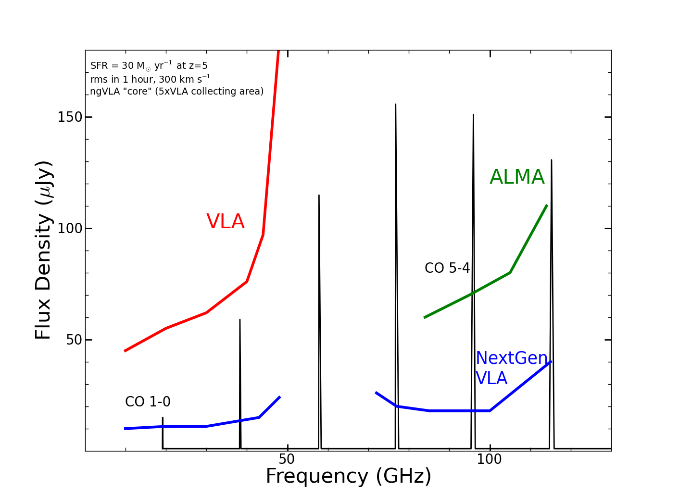 SFR = 30 M☉ yr⁻¹ at z=5
rms in 1 hour, 300 km s⁻¹
ngVLA "core" (5xVLA collecting area)
150
ALMA
VLA
100
CO 5-4
50
NextGen
VLA
CO 1-0
50
100
Frequency (GHz)
Flux Density (μJy)